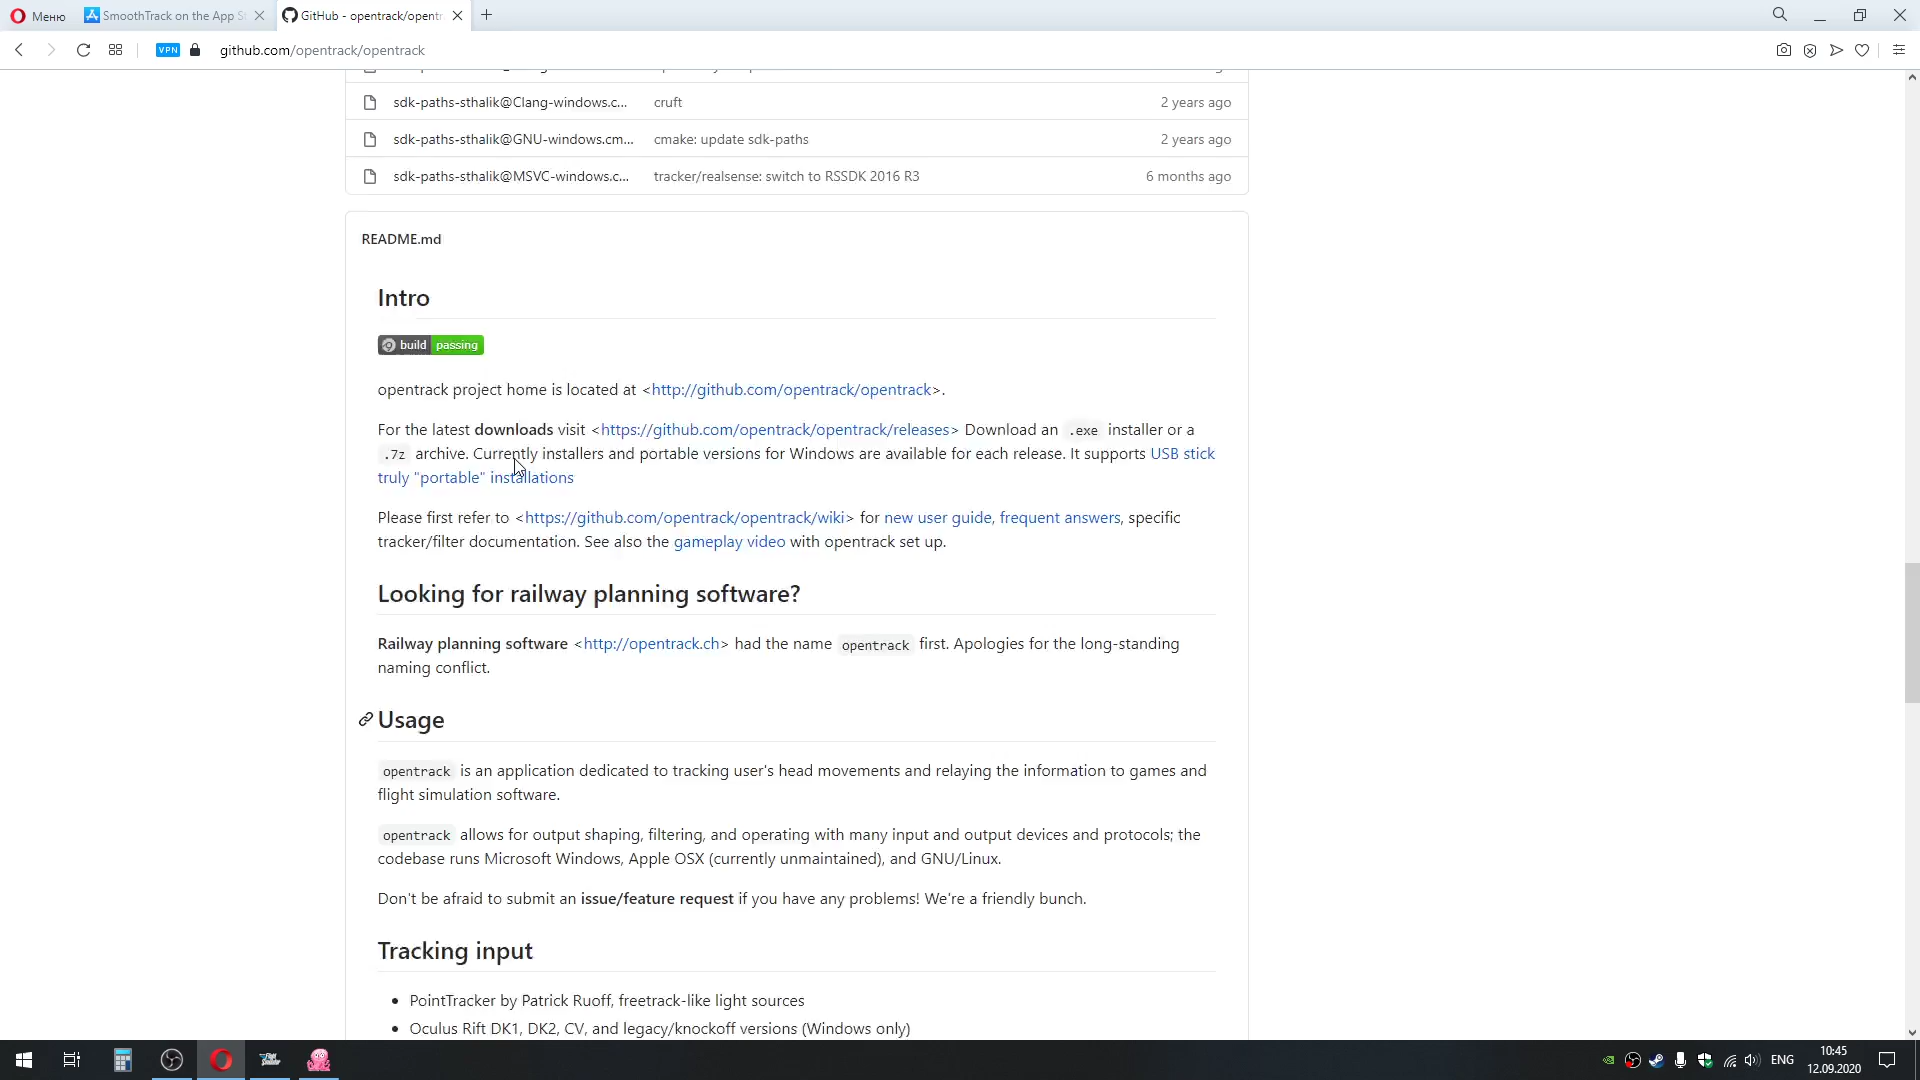 Меню
SmoothTrack on the App S
GitHub - opentrack/opentr
VPN
github.com/opentrack/opentrack
sdk-paths-sthalik@Clang-windows.c... cruft 2 years ago
sdk-paths-sthalik@GNU-windows.cm... cmake: update sdk-paths 2 years ago
sdk-paths-sthalik@MSVC-windows.c... tracker/realsense: switch to RSSDK 2016 R3 6 months ago
README.md
Intro
build passing
opentrack project home is located at <http://github.com/opentrack/opentrack>.
For the latest downloads visit <https://github.com/opentrack/opentrack/releases> Download an .exe installer or a
.7z archive. Currently installers and portable versions for Windows are available for each release. It supports USB stick
truly "portable" installations
Please first refer to <https://github.com/opentrack/opentrack/wiki> for new user guide, frequent answers, specific
tracker/filter documentation. See also the gameplay video with opentrack set up.
Looking for railway planning software?
Railway planning software <http://opentrack.ch> had the name opentrack first. Apologies for the long-standing
naming conflict.
Usage
opentrack is an application dedicated to tracking user's head movements and relaying the information to games and
flight simulation software.
opentrack allows for output shaping, filtering, and operating with many input and output devices and protocols; the
codebase runs Microsoft Windows, Apple OSX (currently unmaintained), and GNU/Linux.
Don't be afraid to submit an issue/feature request if you have any problems! We're a friendly bunch.
Tracking input
• PointTracker by Patrick Ruoff, freetrack-like light sources
• Oculus Rift DK1, DK2, CV, and legacy/knockoff versions (Windows only)
ENG
10:45
12.09.2020